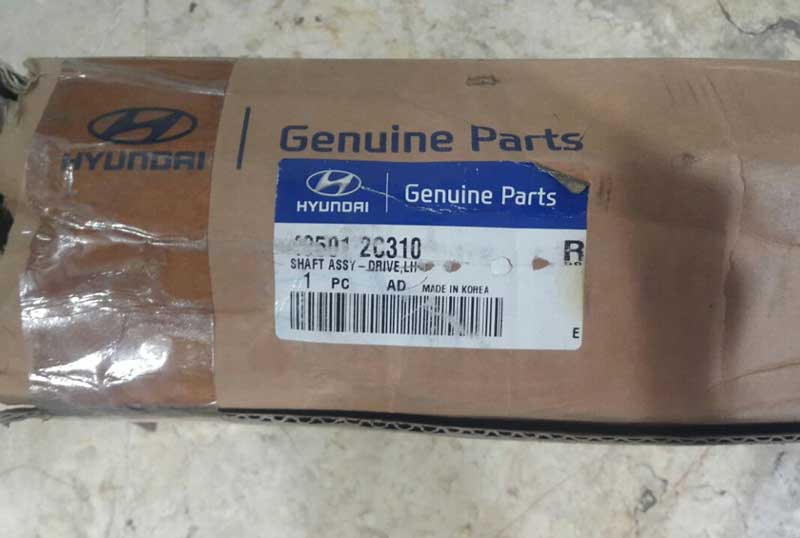 HYUNDAI | Genuine Parts
HYUNDAI | Genuine Parts
2C310 R
SHAFT ASSY-DRIVE,LH
1 PC AD MADE IN KOREA
E